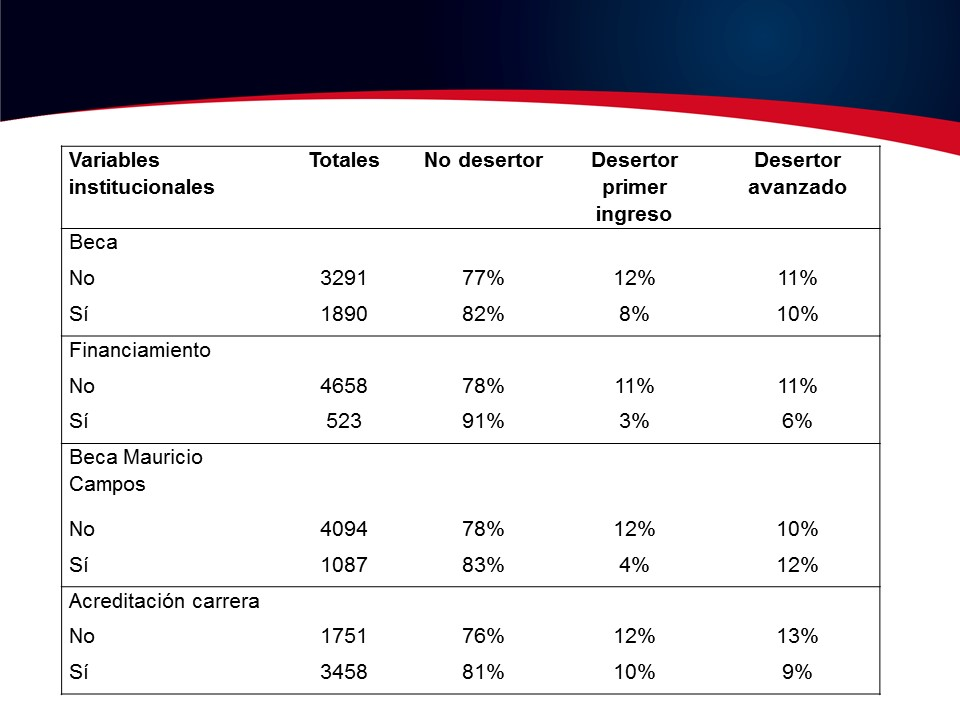 Variables institucionales Totales No desertor Desertor primer ingreso Desertor avanzado
Beca
No 3291 77% 12% 11%
Sí 1890 82% 8% 10%
Financiamiento
No 4658 78% 11% 11%
Sí 523 91% 3% 6%
Beca Mauricio
Campos
No 4094 78% 12% 10%
Sí 1087 83% 4% 12%
Acreditación carrera
No 1751 76% 12% 13%
Sí 3458 81% 10% 9%